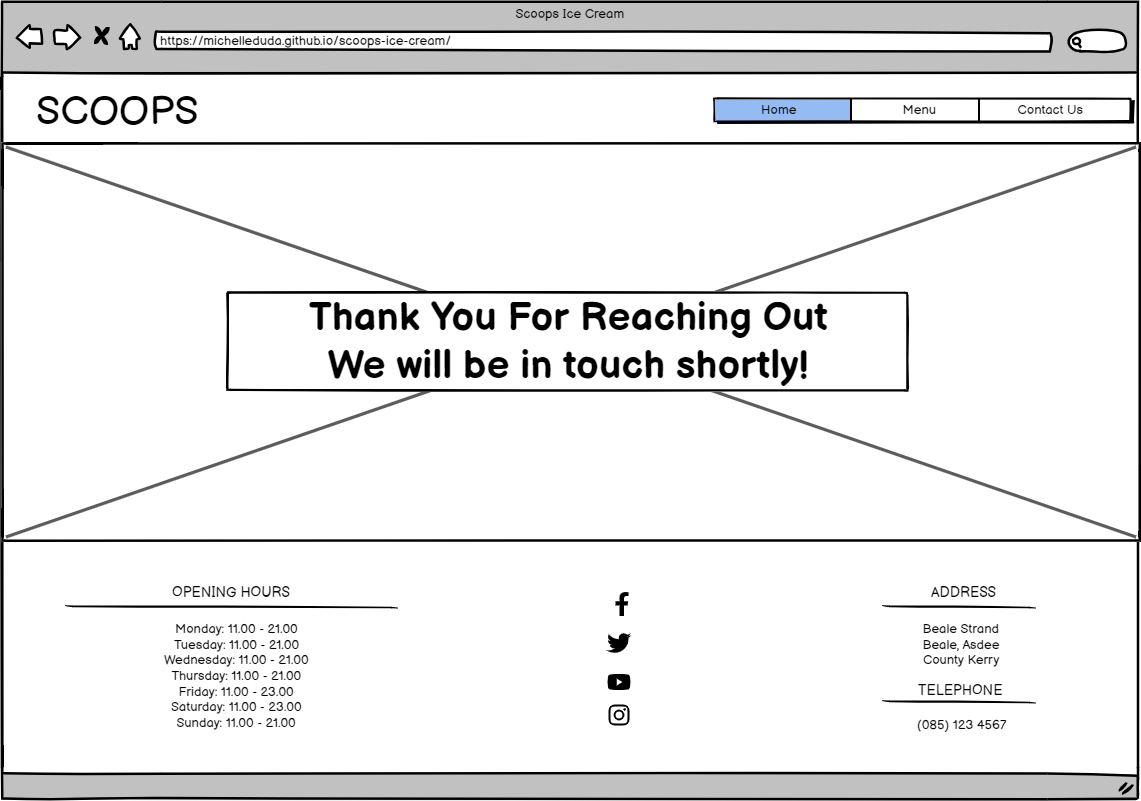 Scoops Ice Cream
https://michelleduda.github.io/scoops-ice-cream/
SCOOPS
Home
Menu
Contact Us
Thank You For Reaching Out
We will be in touch shortly!
OPENING HOURS
Monday: 11.00 - 21.00
Tuesday: 11.00 - 21.00
Wednesday: 11.00 - 21.00
Thursday: 11.00 - 21.00
Friday: 11.00 - 23.00
Saturday: 11.00 - 23.00
Sunday: 11.00 - 21.00
ADDRESS
Beale Strand
Beale, Asdee
County Kerry
TELEPHONE
(085) 123 4567